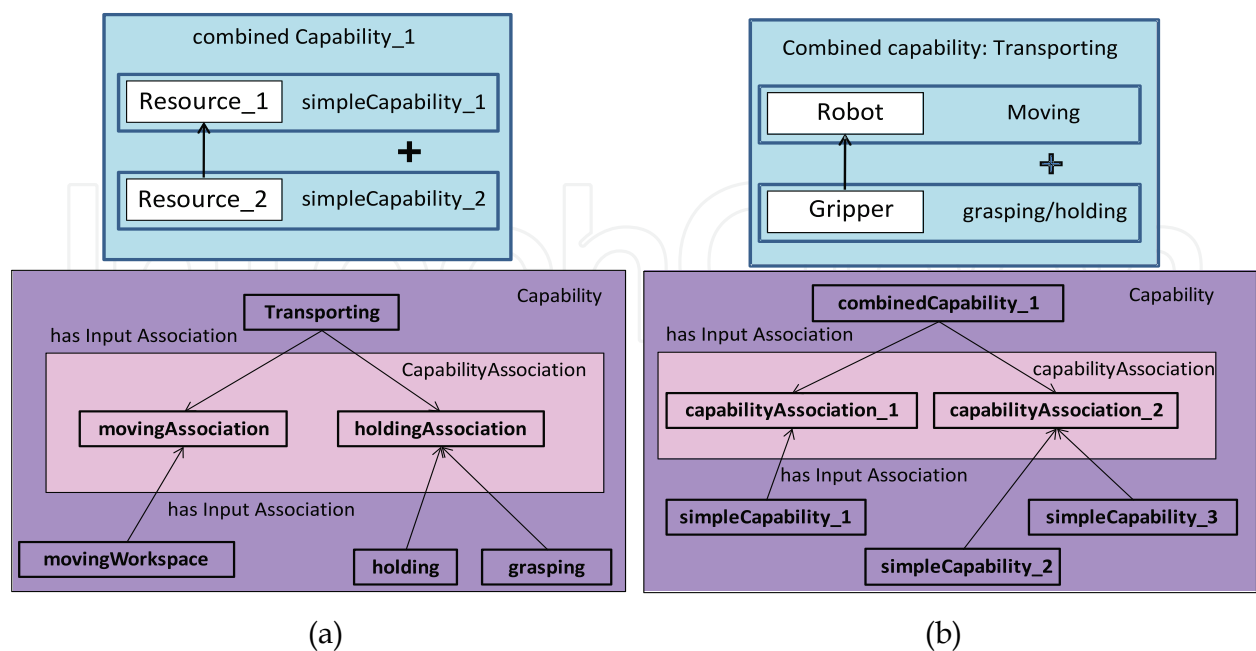 combined Capability_1
Resource_1 simpleCapability_1
+
Resource_2 simpleCapability_2
Capability
Transporting
has Input Association
CapabilityAssociation
movingAssociation holdingAssociation
has Input Association
movingWorkspace holding grasping
(a)
Combined capability: Transporting
Robot Moving
+
Gripper grasping/holding
combinedCapability_1 Capability
has Input Association
capabilityAssociation
capabilityAssociation_1 capabilityAssociation_2
has Input Association
simpleCapability_1 simpleCapability_3
simpleCapability_2
(b)